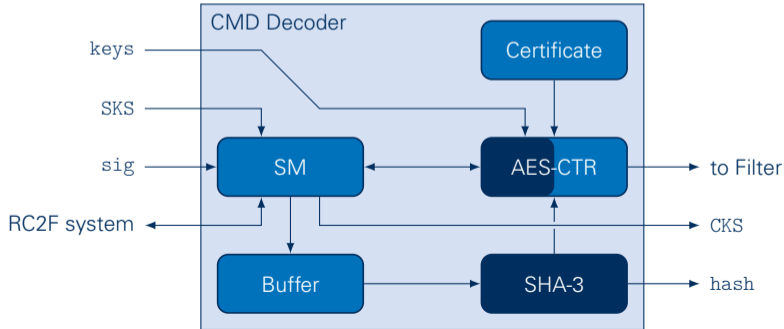 CMD Decoder
keys
Certificate
SKS
sig
SM
AES-CTR
to Filter
RC2F system
CKS
Buffer
SHA-3
hash